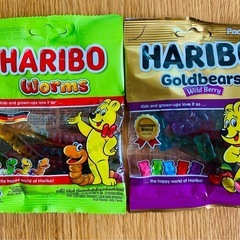 HARIBO
Worms
Kids and grown-ups love it so ...
the happy world of Haribo!
HARIBO
Goldbears
Wild Berry
Kids and grown-ups love it so ...
the happy world of Haribo!